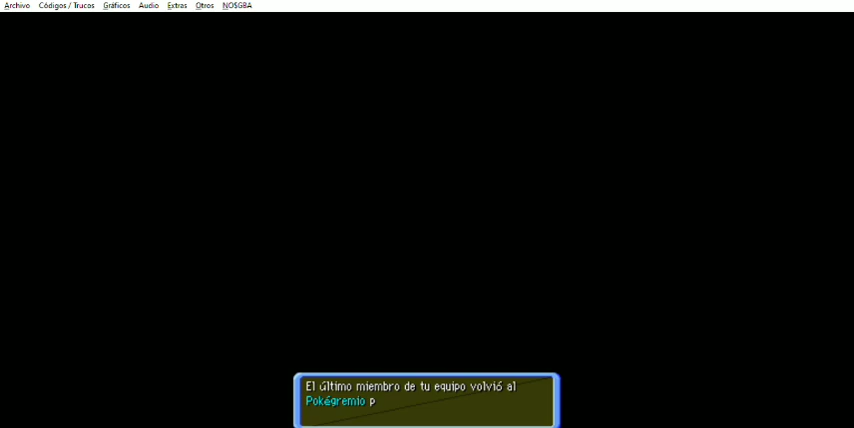 Archivo Códigos / Trucos Gráficos Audio Extras Otros NO$GBA
El último miembro de tu equipo volvió al
Pokégremio p